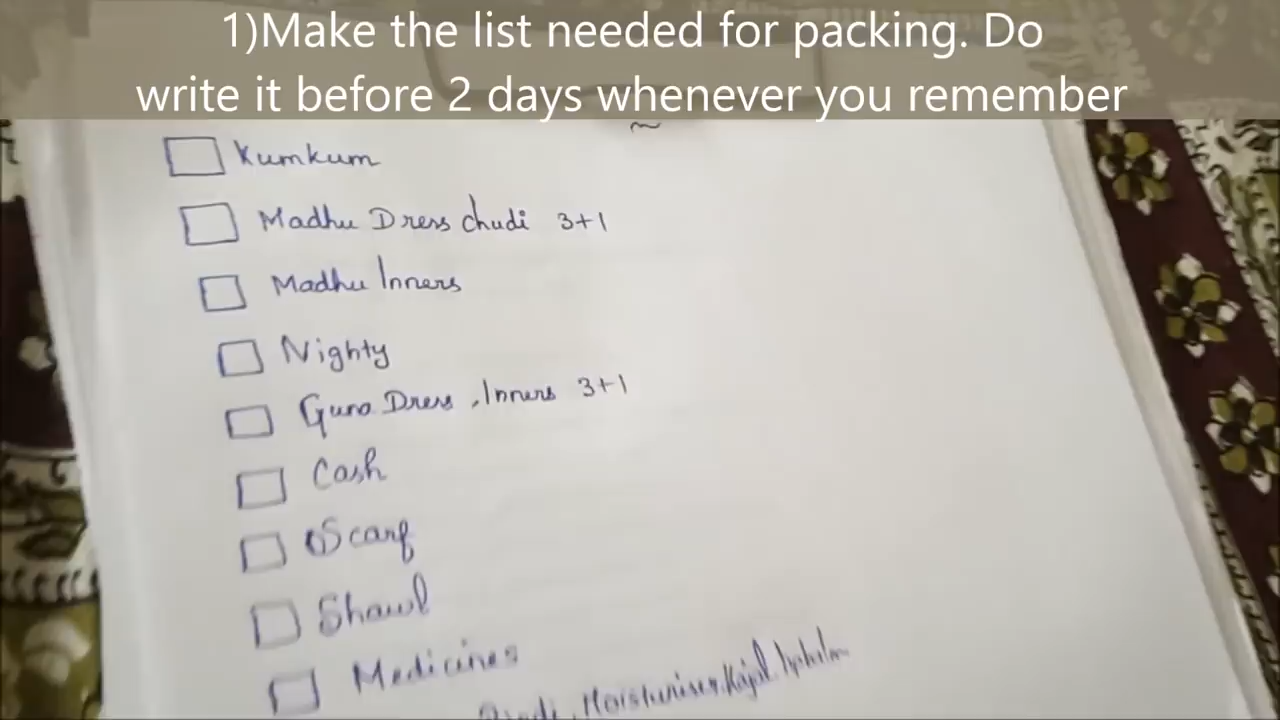 1)Make the list needed for packing. Do
write it before 2 days whenever you remember
Kumkum
Madhu Dress chudi 3+1
Madhu Inners
Nighty
Guna Dress, Inners 3+1
Cash
Scarf
Shawl
Medicines
Moisturiser, Kajal